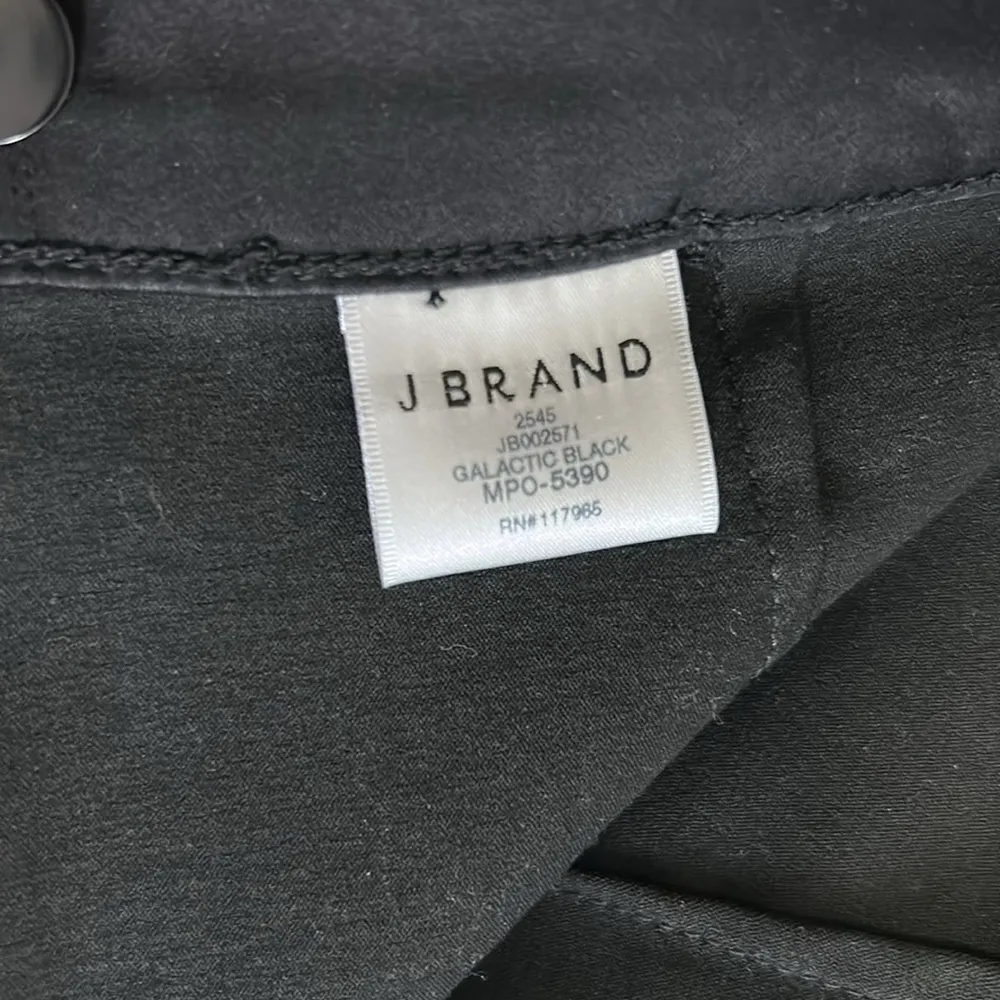 J BRAND
2545
JB002571
GALACTIC BLACK
MPO-5390
RN#117965